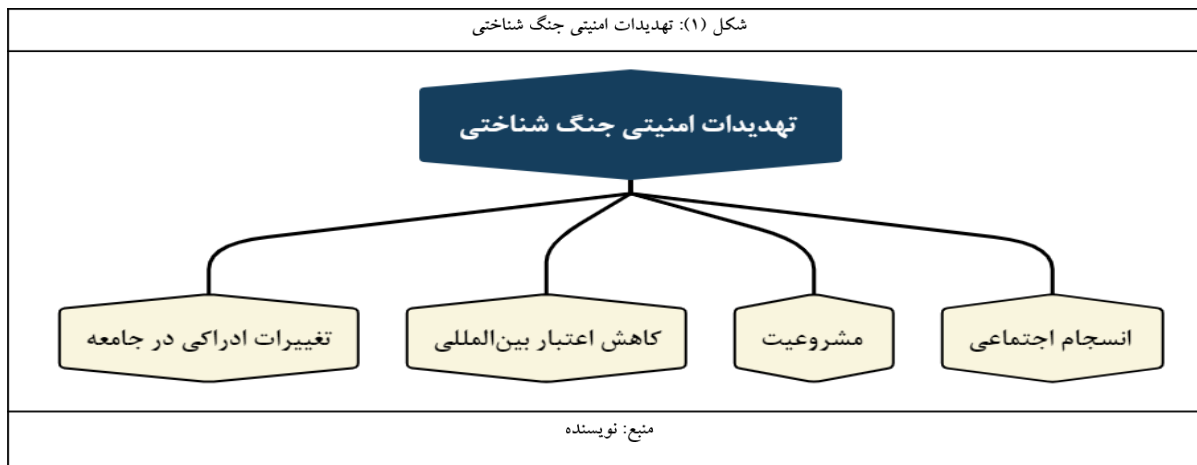 شکل (۱): تهدیدات امنیتی جنگ شناختی
تهدیدات امنیتی جنگ شناختی
انسجام اجتماعی
مشروعیت
کاهش اعتبار بین‌المللی
تغییرات ادراکی در جامعه
منبع: نویسنده